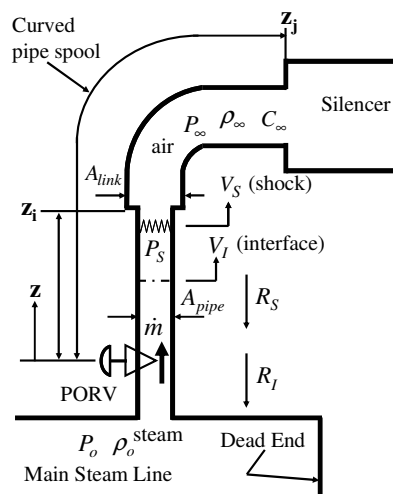 Curved
pipe spool
z_j
Silencer
P_∞ ρ_∞ C_∞
air
A_link
V_S (shock)
z_i
P_S
V_I (interface)
z
A_pipe
R_S
ṁ
PORV
R_I
P_o ρ_o^steam
Main Steam Line
Dead End